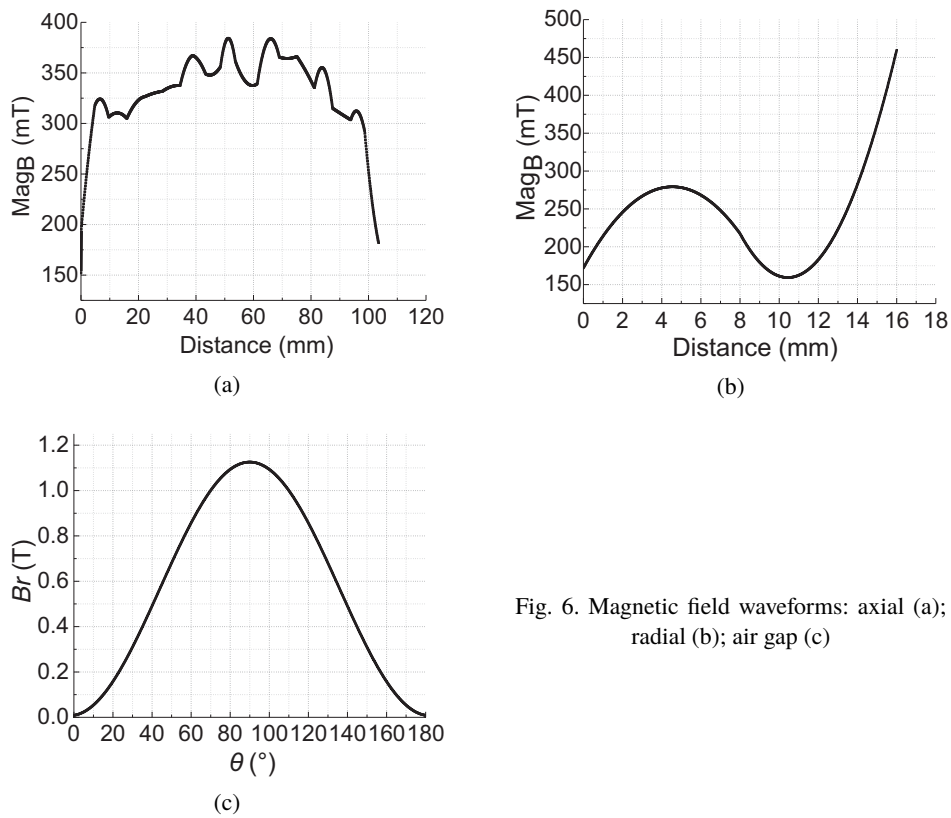 400
350
300
250
200
150
MagB (mT)
0 20 40 60 80 100 120
Distance (mm)
(a)
500
450
400
350
300
250
200
150
MagB (mT)
0 2 4 6 8 10 12 14 16 18
Distance (mm)
(b)
1.2
1.0
0.8
0.6
0.4
0.2
0.0
Br (T)
0 20 40 60 80 100 120 140 160 180
θ (°)
(c)
Fig. 6. Magnetic field waveforms: axial (a);
radial (b); air gap (c)